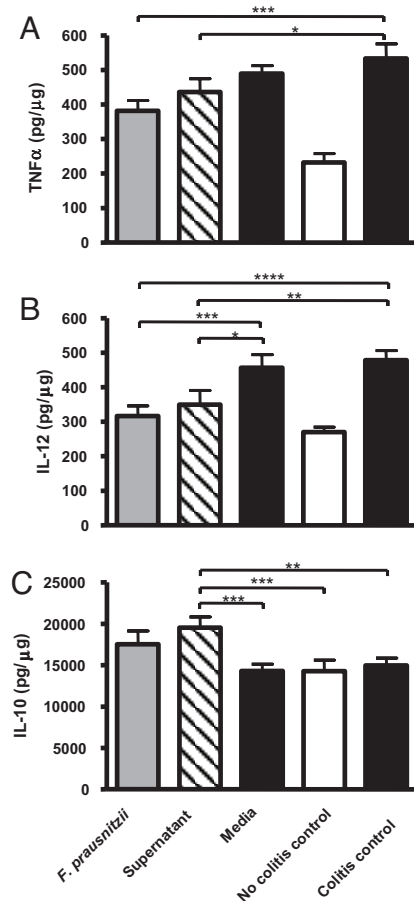 A
***
*
600
500
400
300
200
100
0
TNFα (pg/µg)
B
****
**
***
*
600
500
400
300
200
100
0
IL-12 (pg/µg)
C
**
***
***
25000
20000
15000
10000
5000
0
IL-10 (pg/µg)
F. prausnitzii
Supernatant
Media
No colitis control
Colitis control